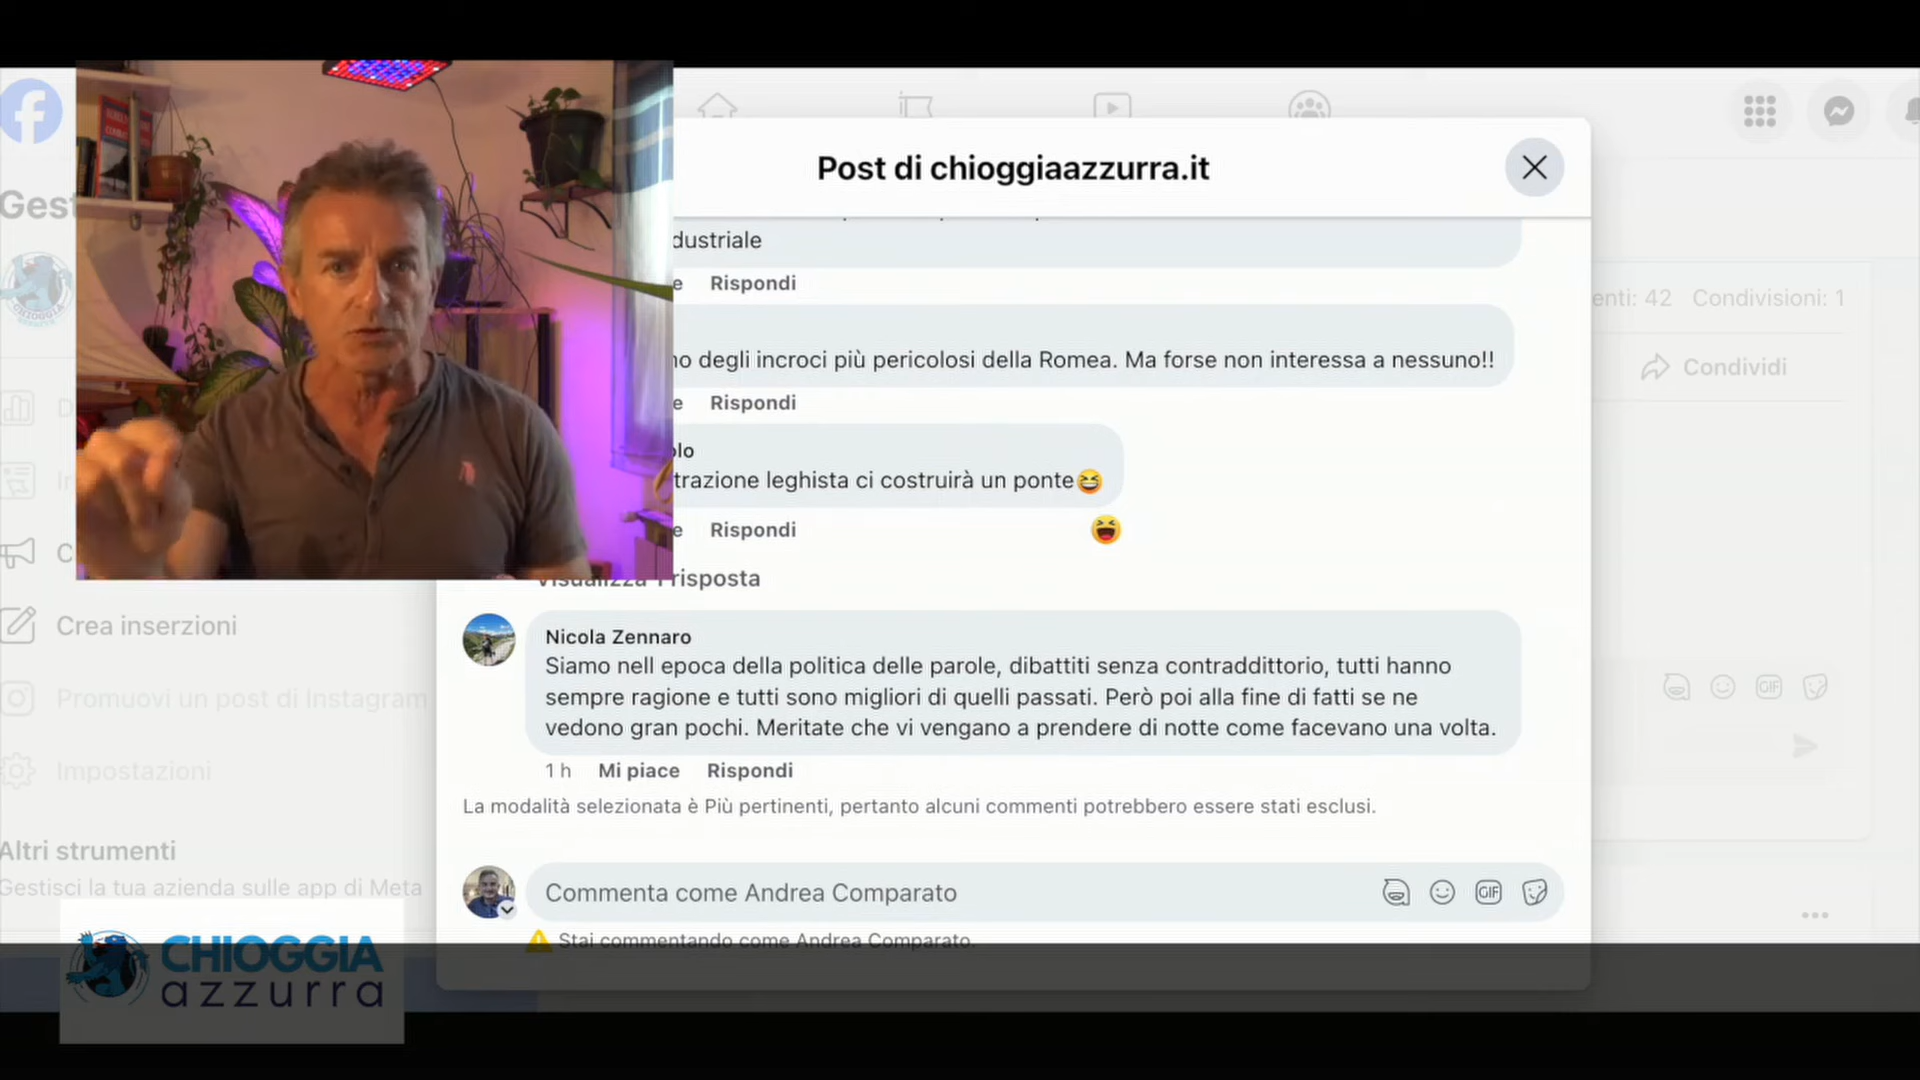 Post di chioggiaazzurra.it
Gest
dustriale
Rispondi
42 Condivisioni: 1
degli incroci più pericolosi della Romea. Ma forse non interessa a nessuno!!
Condividi
Rispondi
trazione leghista ci costruirà un ponte😆
Rispondi
Visualizza 1 risposta
Crea inserzioni
Nicola Zennaro
Siamo nell epoca della politica delle parole, dibattiti senza contraddittorio, tutti hanno
sempre ragione e tutti sono migliori di quelli passati. Però poi alla fine di fatti se ne
vedono gran pochi. Meritate che vi vengano a prendere di notte come facevano una volta.
Promuovi un post di Instagram
1 h Mi piace Rispondi
Impostazioni
La modalità selezionata è Più pertinenti, pertanto alcuni commenti potrebbero essere stati esclusi.
Altri strumenti
Gestisci la tua azienda sulle app di Meta
Commenta come Andrea Comparato
GIF
Stai commentando come Andrea Comparato.
CHIOGGIA
azzurra